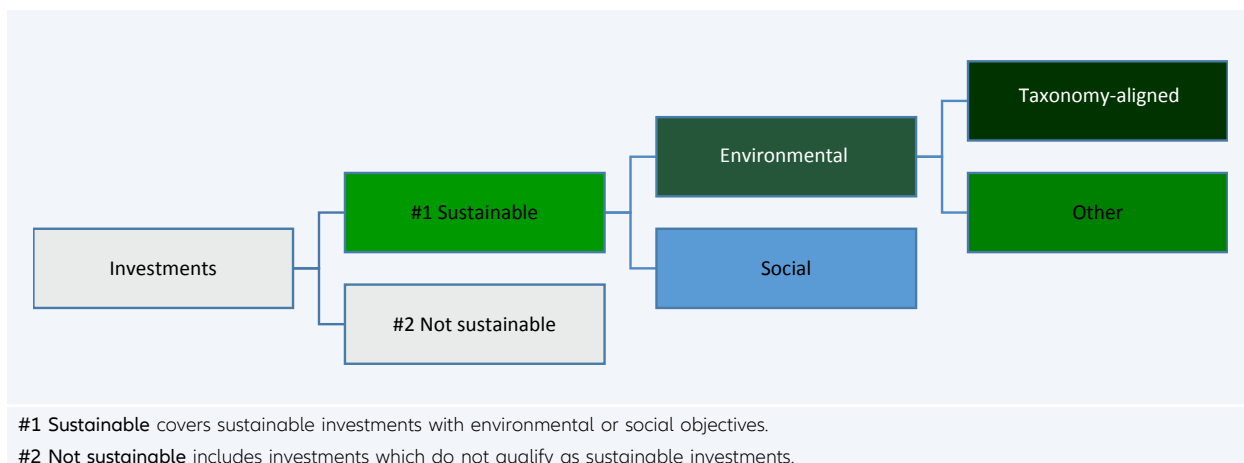 Taxonomy-aligned
Environmental
#1 Sustainable
Other
Investments
Social
#2 Not sustainable
#1 Sustainable covers sustainable investments with environmental or social objectives.
#2 Not sustainable includes investments which do not qualify as sustainable investments.